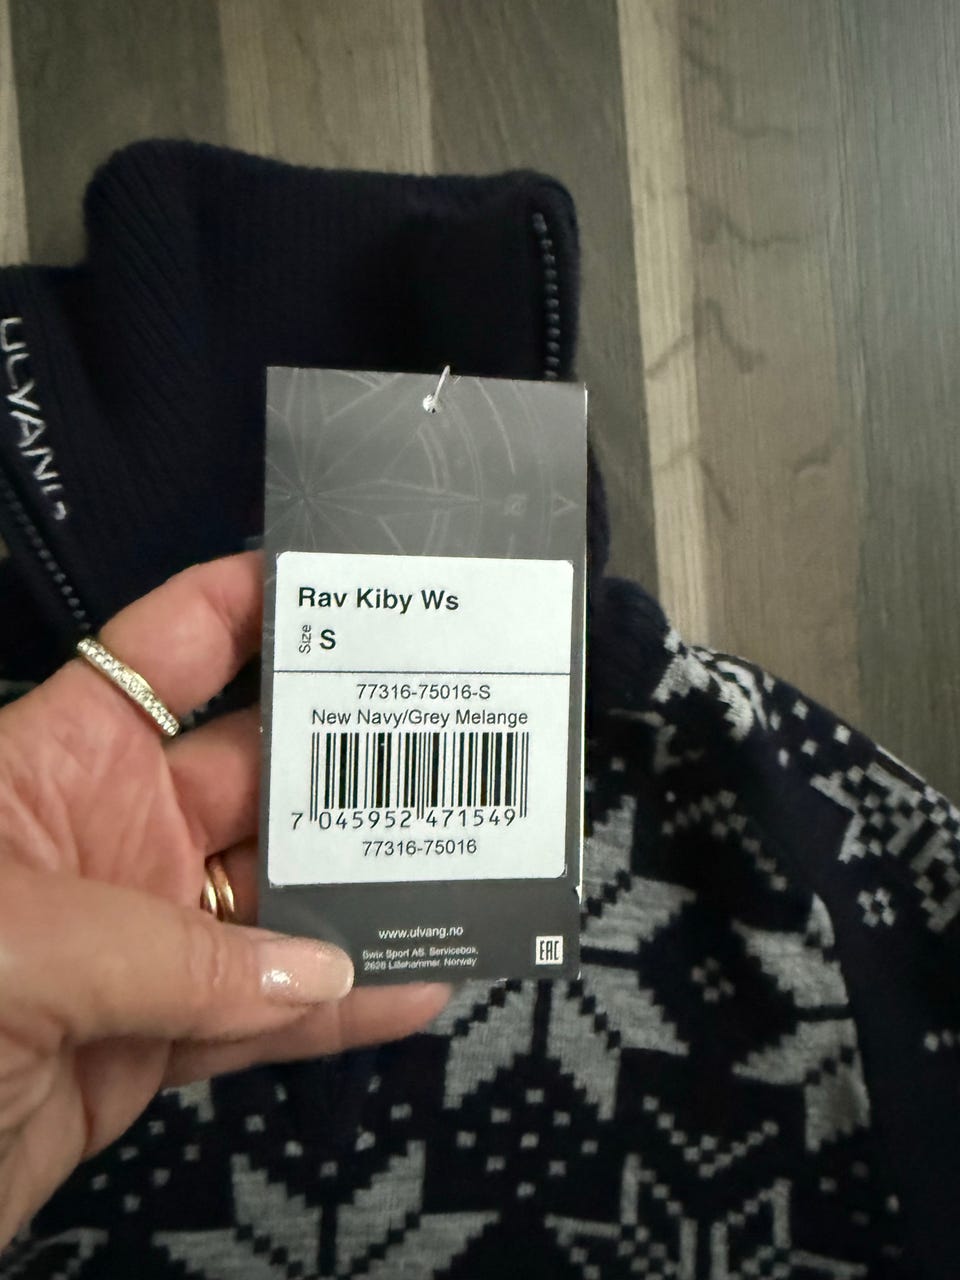 ULVANG
Rav Kiby Ws
Size S
77316-75016-S
New Navy/Grey Melange
7 045952 471549
77316-75016
www.ulvang.no
Swix Sport AS, Servicebox,
2626 Lillehammer, Norway
EAC